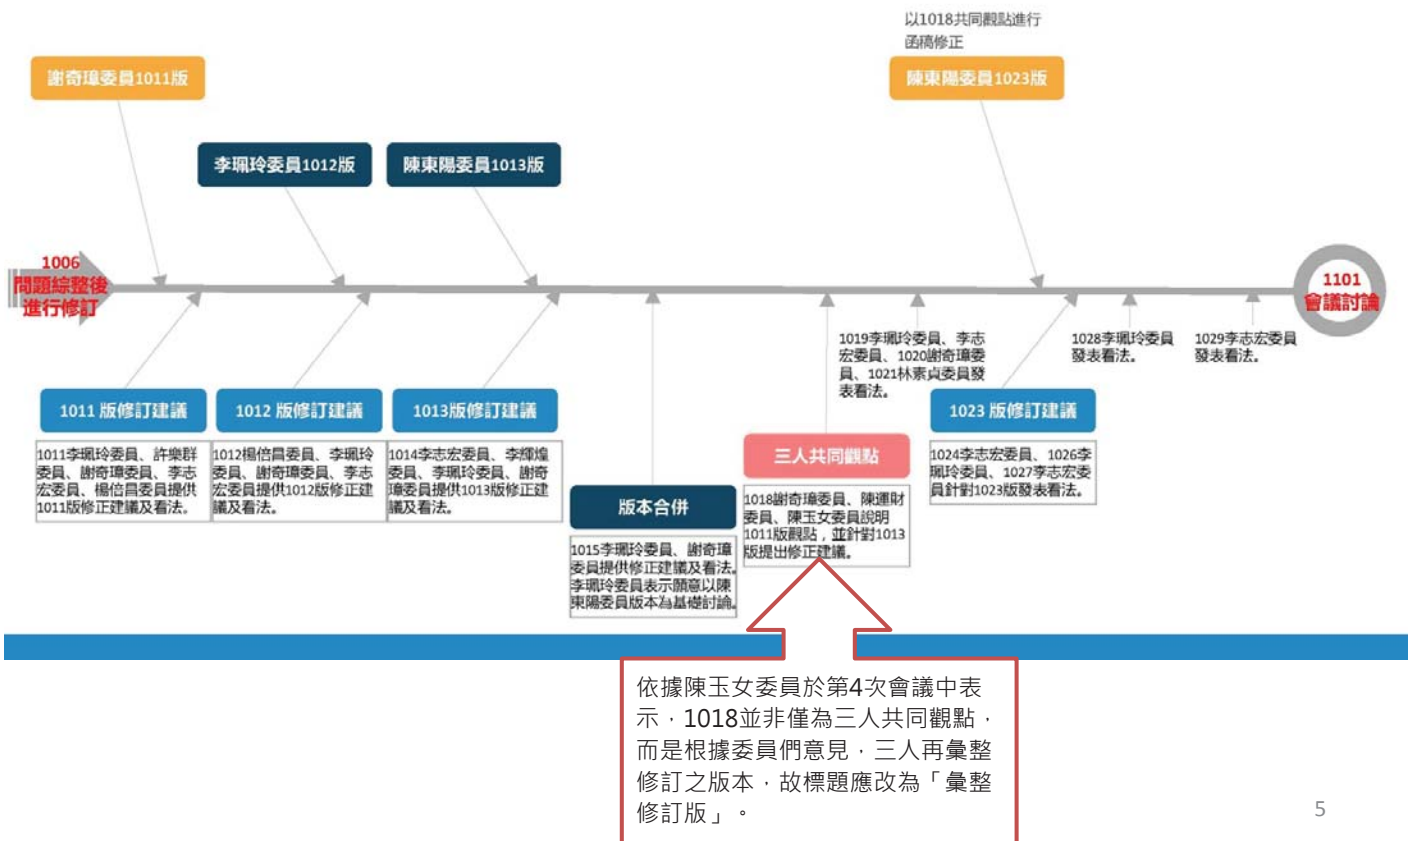 以1018共同觀點進行
函稿修正
謝奇璋委員1011版
陳東陽委員1023版
李珮玲委員1012版
陳東陽委員1013版
1006
問題綜整後
進行修訂
1101
會議討論
1019李珮玲委員、李志
宏委員、1020謝奇璋委
員、1021林素貞委員發
表看法。
1028李珮玲委員
發表看法。
1029李志宏委員
發表看法。
1011 版修訂建議
1011李珮玲委員、許樂群
委員、謝奇璋委員、李志
宏委員、楊倍昌委員提供
1011版修正建議及看法。
1012 版修訂建議
1012楊倍昌委員、李珮玲
委員、謝奇璋委員、李志
宏委員提供1012版修正建
議及看法。
1013版修訂建議
1014李志宏委員、李輝煌
委員、李珮玲委員、謝奇
璋委員提供1013版修正建
議及看法。
版本合併
1015李珮玲委員、謝奇璋
委員提供修正建議及看法。
李珮玲委員表示願意以陳
東陽委員版本為基礎討論。
三人共同觀點
1018謝奇璋委員、陳運財
委員、陳玉女委員說明
1011版觀點，並針對1013
版提出修正建議。
1023 版修訂建議
1024李志宏委員、1026李
珮玲委員、1027李志宏委
員針對1023版發表看法。
依據陳玉女委員於第4次會議中表
示，1018並非僅為三人共同觀點，
而是根據委員們意見，三人再彙整
修訂之版本，故標題應改為「彙整
修訂版」。
5